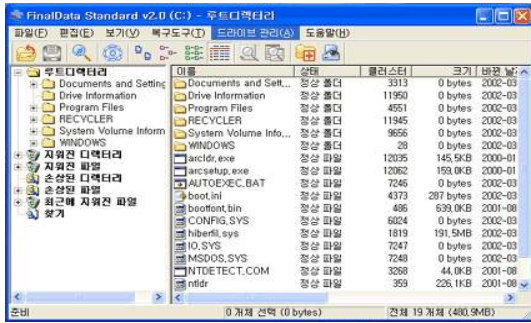 FinalData Standard v2.0 (C:) - 루트디렉터리
파일(F) 편집(E) 보기(V) 복구도구(T) 드라이브 관리(A) 도움말(H)
루트디렉터리
Documents and Setting
Drive Information
Program Files
RECYCLER
System Volume Inform
WINDOWS
지워진 디렉터리
지워진 파일
손상된 디렉터리
손상된 파일
최근에 지워진 파일
찾기
이름 상태 클러스터 크기 바뀐 날
Documents and Sett... 정상 폴더 3313 0 bytes 2002-03
Drive Information 정상 폴더 11950 0 bytes 2002-03
Program Files 정상 폴더 4551 0 bytes 2002-03
RECYCLER 정상 폴더 11945 0 bytes 2002-03
System Volume Info... 정상 폴더 9656 0 bytes 2002-03
WINDOWS 정상 폴더 28 0 bytes 2002-03
arcldr.exe 정상 파일 12035 145,5KB 2000-01
arcsetup.exe 정상 파일 12062 159,0KB 2000-01
AUTOEXEC.BAT 정상 파일 7246 0 bytes 2002-03
boot.ini 정상 파일 4373 287 bytes 2002-03
bootfont.bin 정상 파일 486 639,0KB 2001-08
CONFIG.SYS 정상 파일 6024 0 bytes 2002-03
hiberfil.sys 정상 파일 1819 191,5MB 2002-03
IO.SYS 정상 파일 7247 0 bytes 2002-03
MSDOS.SYS 정상 파일 7248 0 bytes 2002-03
NTDETECT.COM 정상 파일 3268 44,0KB 2001-08
ntldr 정상 파일 359 226,1KB 2001-08
준비 0 개체 선택 (0 bytes) 전체 19 개체 (480,9MB)